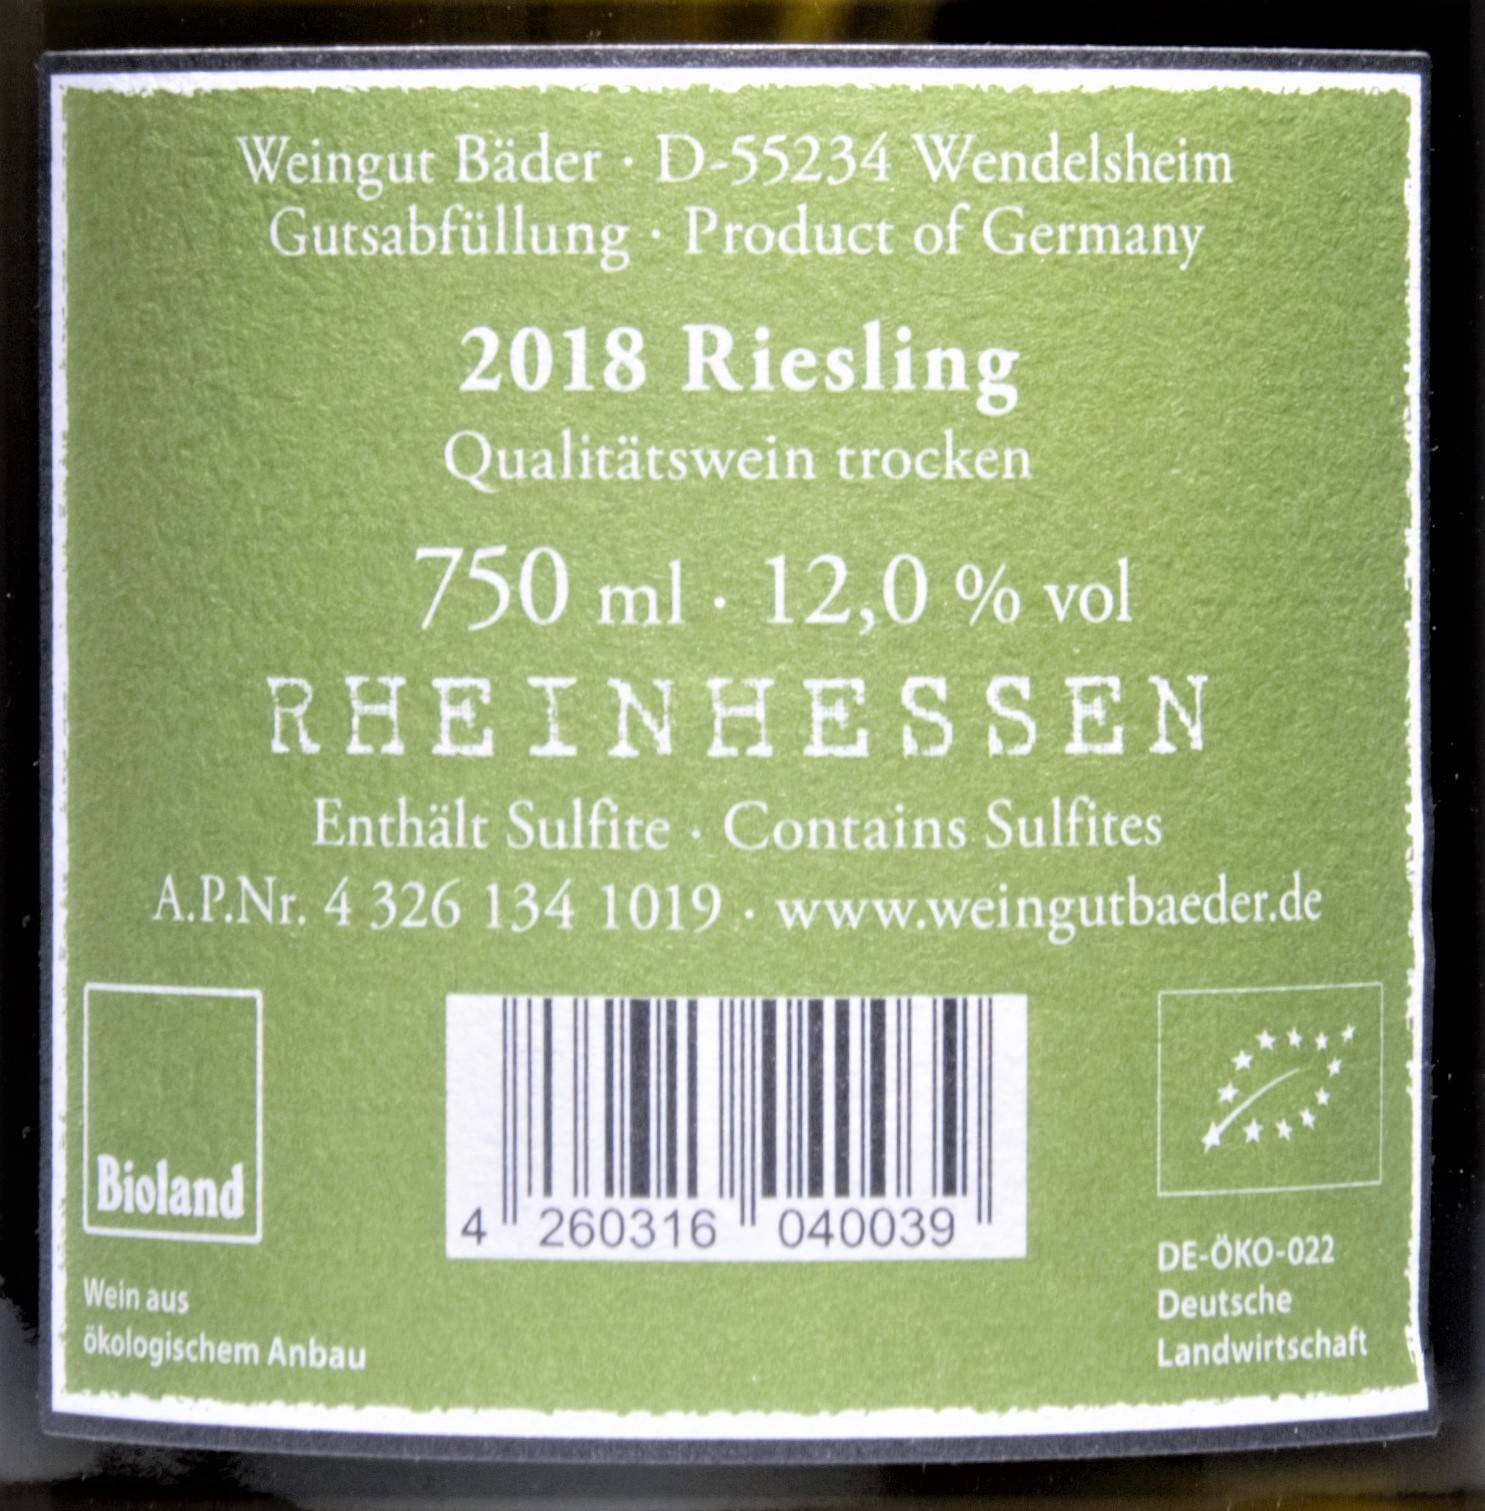 Weingut Bäder · D-55234 Wendelsheim
Gutsabfüllung · Product of Germany
2018 Riesling
Qualitätswein trocken
750 ml · 12,0 % vol
RHEINHESSEN
Enthält Sulfite · Contains Sulfites
A.P.Nr. 4 326 134 1019 · www.weingutbaeder.de
Bioland
Wein aus
ökologischem Anbau
4 260316 040039
DE-ÖKO-022
Deutsche
Landwirtschaft